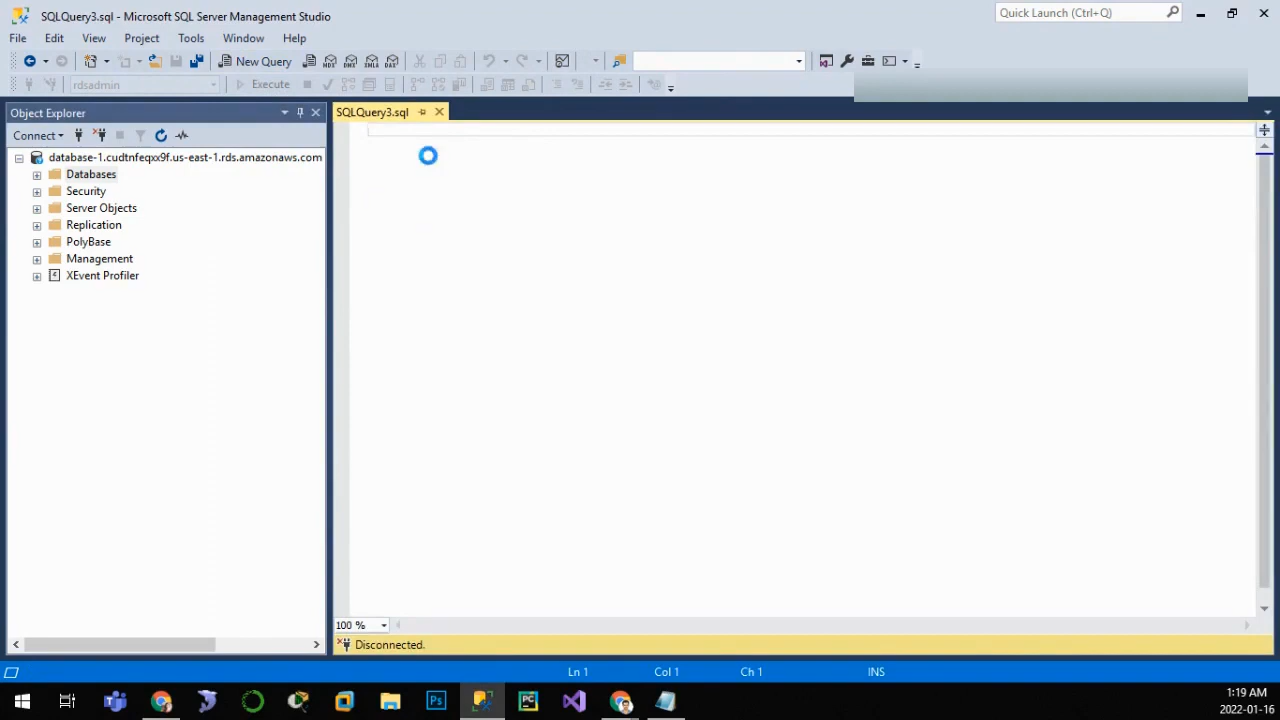 SQLQuery3.sql - Microsoft SQL Server Management Studio
Quick Launch (Ctrl+Q)
File Edit View Project Tools Window Help
New Query
rdsadmin
Execute
Object Explorer
SQLQuery3.sql
Connect
database-1.cudtnfeqxx9f.us-east-1.rds.amazonaws.com
Databases
Security
Server Objects
Replication
PolyBase
Management
XEvent Profiler
100 %
Disconnected.
Ln 1 Col 1 Ch 1 INS
Ps
PC
1:19 AM
2022-01-16